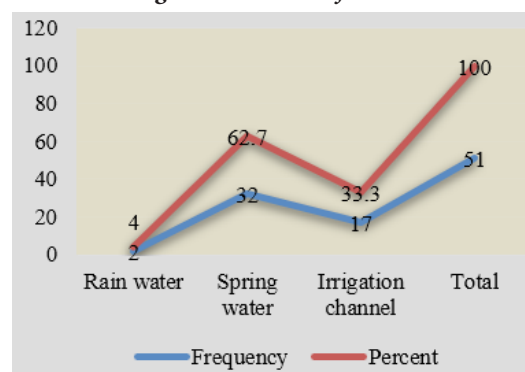 120
100
80
60
40
20
0
4
2
62.7
32
33.3
17
100
51
Rain water
Spring water
Irrigation channel
Total
Frequency
Percent